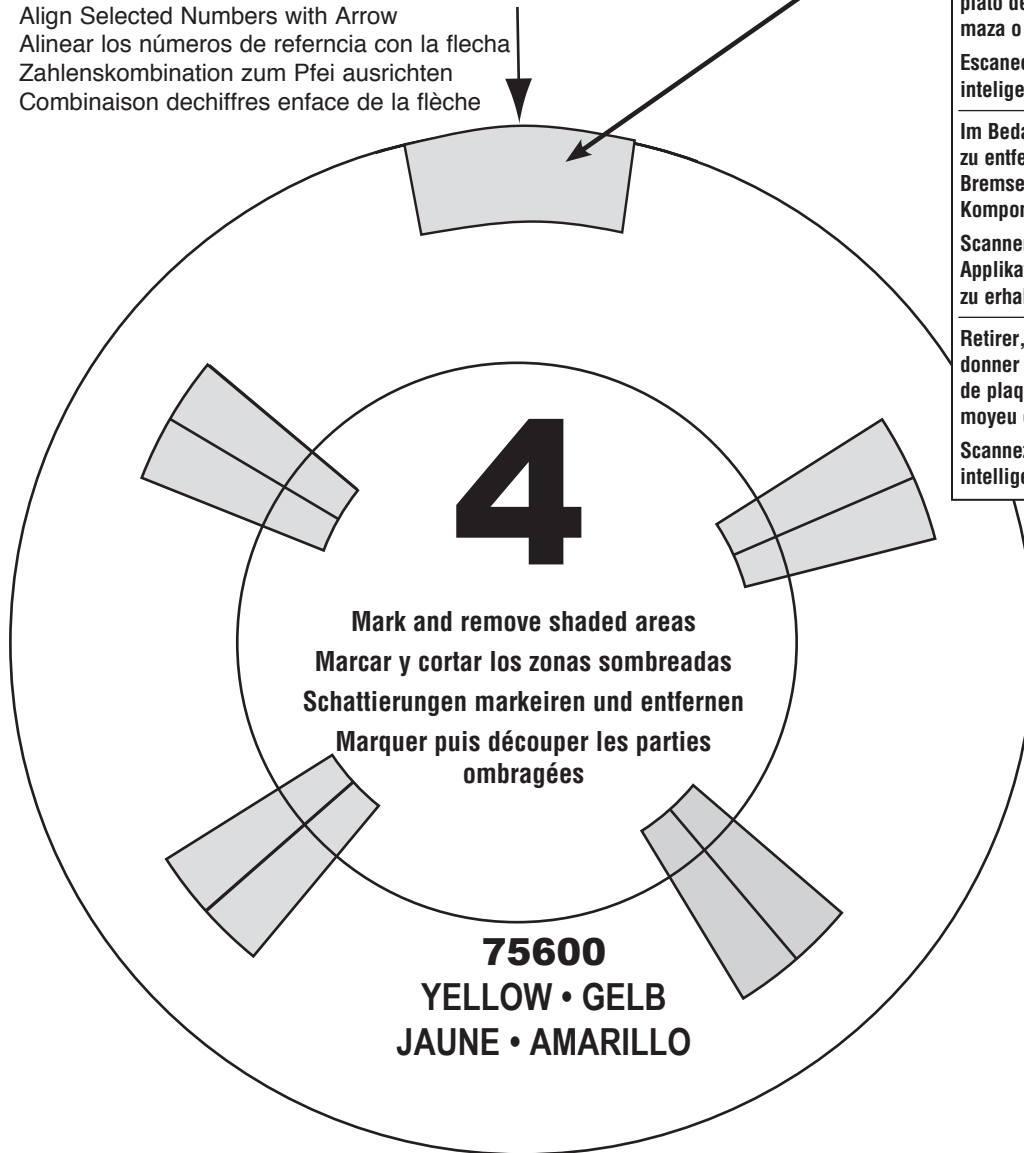 Align Selected Numbers with Arrow
Alinear los números de referncia con la flecha
Zahlenskombination zum Pfei ausrichten
Combinaison dechiffres enface de la flèche
plato de
maza o
Escanee
intelige
Im Beda
zu entfe
Bremse
Kompon
Scanner
Applika
zu erhal
Retirer,
donner
de plaq
moyeu
Scannez
intellige
4
Mark and remove shaded areas
Marcar y cortar los zonas sombreadas
Schattierungen markeiren und entfernen
Marquer puis découper les parties
ombragées
75600
YELLOW • GELB
JAUNE • AMARILLO